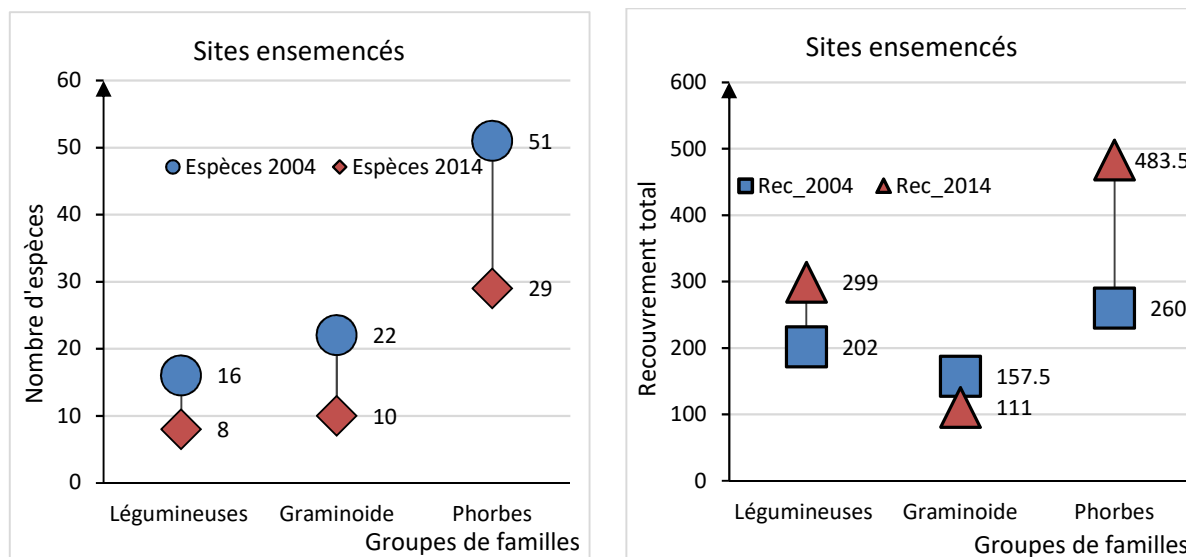 Sites ensemencés
Nombre d'espèces
60
50
40
30
20
10
0
Espèces 2004 Espèces 2014
51
29
22
10
16
8
Légumineuses Graminoide Phorbes
Groupes de familles
Sites ensemencés
Recouvrement total
600
500
400
300
200
100
0
Rec_2004 Rec_2014
483.5
260
299
202
157.5
111
Légumineuses Graminoide Phorbes
Groupes de familles